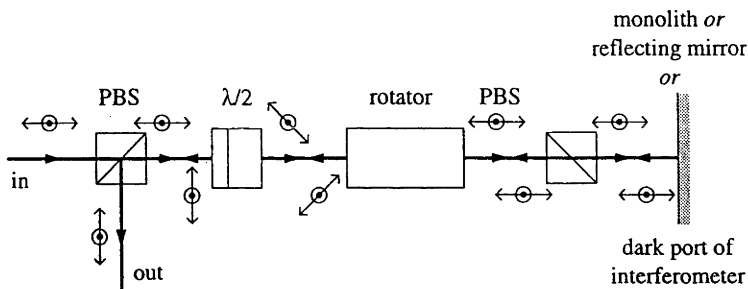 monolith or
reflecting mirror
or
PBS
λ/2
rotator
PBS
in
out
dark port of
interferometer